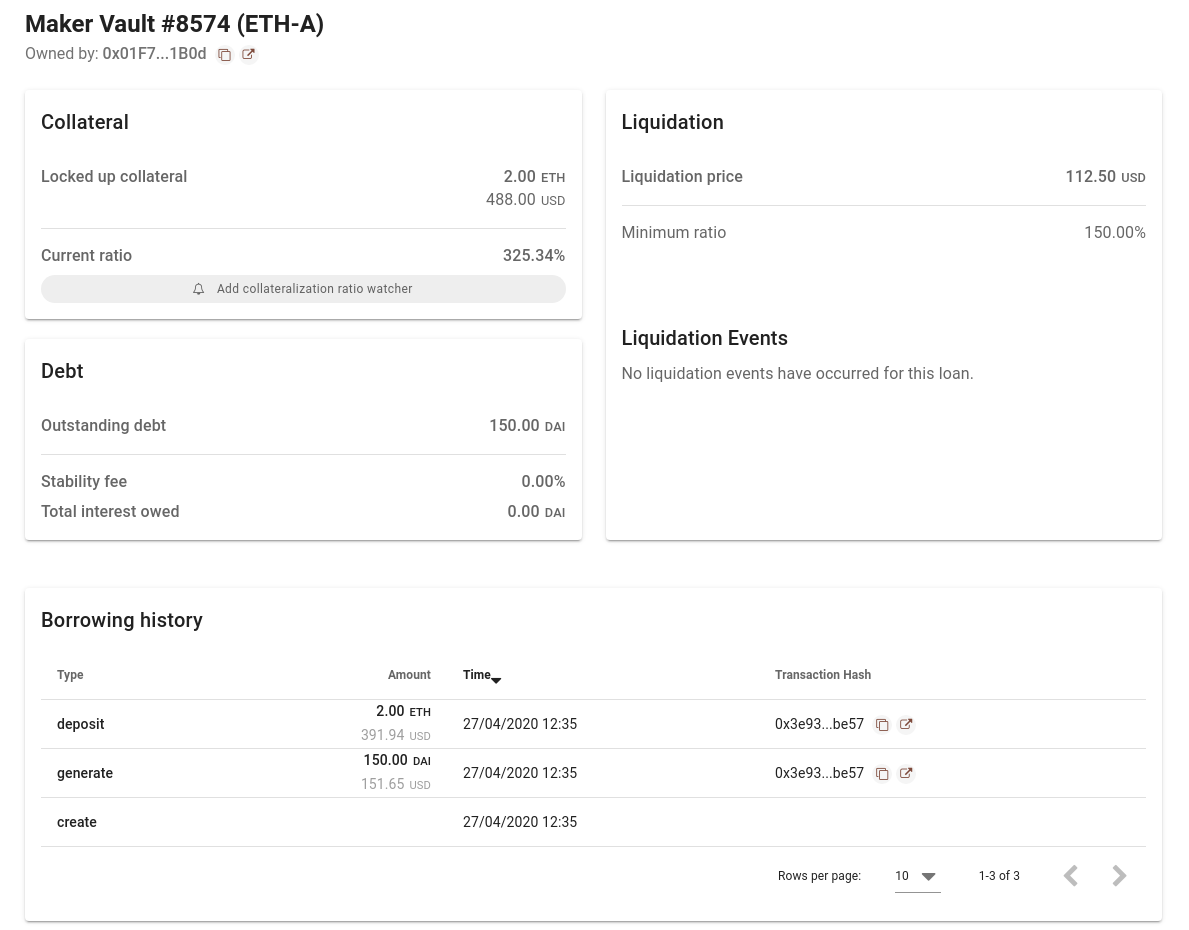 Maker Vault #8574 (ETH-A)
Owned by: 0x01F7...1B0d
Collateral
Locked up collateral 2.00 ETH
488.00 USD
Current ratio 325.34%
Add collateralization ratio watcher
Debt
Outstanding debt 150.00 DAI
Stability fee 0.00%
Total interest owed 0.00 DAI
Liquidation
Liquidation price 112.50 USD
Minimum ratio 150.00%
Liquidation Events
No liquidation events have occurred for this loan.
Borrowing history
Type Amount Time Transaction Hash
deposit 2.00 ETH 27/04/2020 12:35 0x3e93...be57
391.94 USD
generate 150.00 DAI 27/04/2020 12:35 0x3e93...be57
151.65 USD
create 27/04/2020 12:35
Rows per page: 10 1-3 of 3